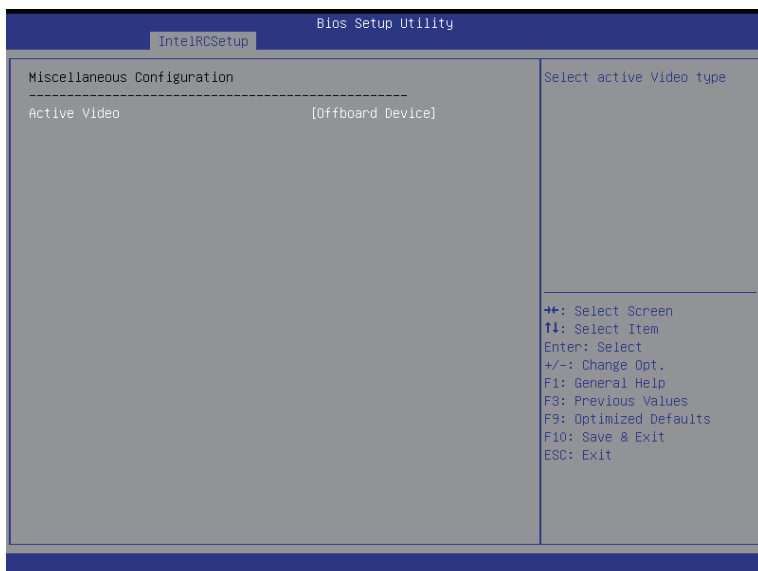 Bios Setup Utility
IntelRCSetup
Miscellaneous Configuration
--------------------------------------------------
Active Video [Offboard Device]
Select active Video type
→←: Select Screen
↑↓: Select Item
Enter: Select
+/-: Change Opt.
F1: General Help
F3: Previous Values
F9: Optimized Defaults
F10: Save & Exit
ESC: Exit